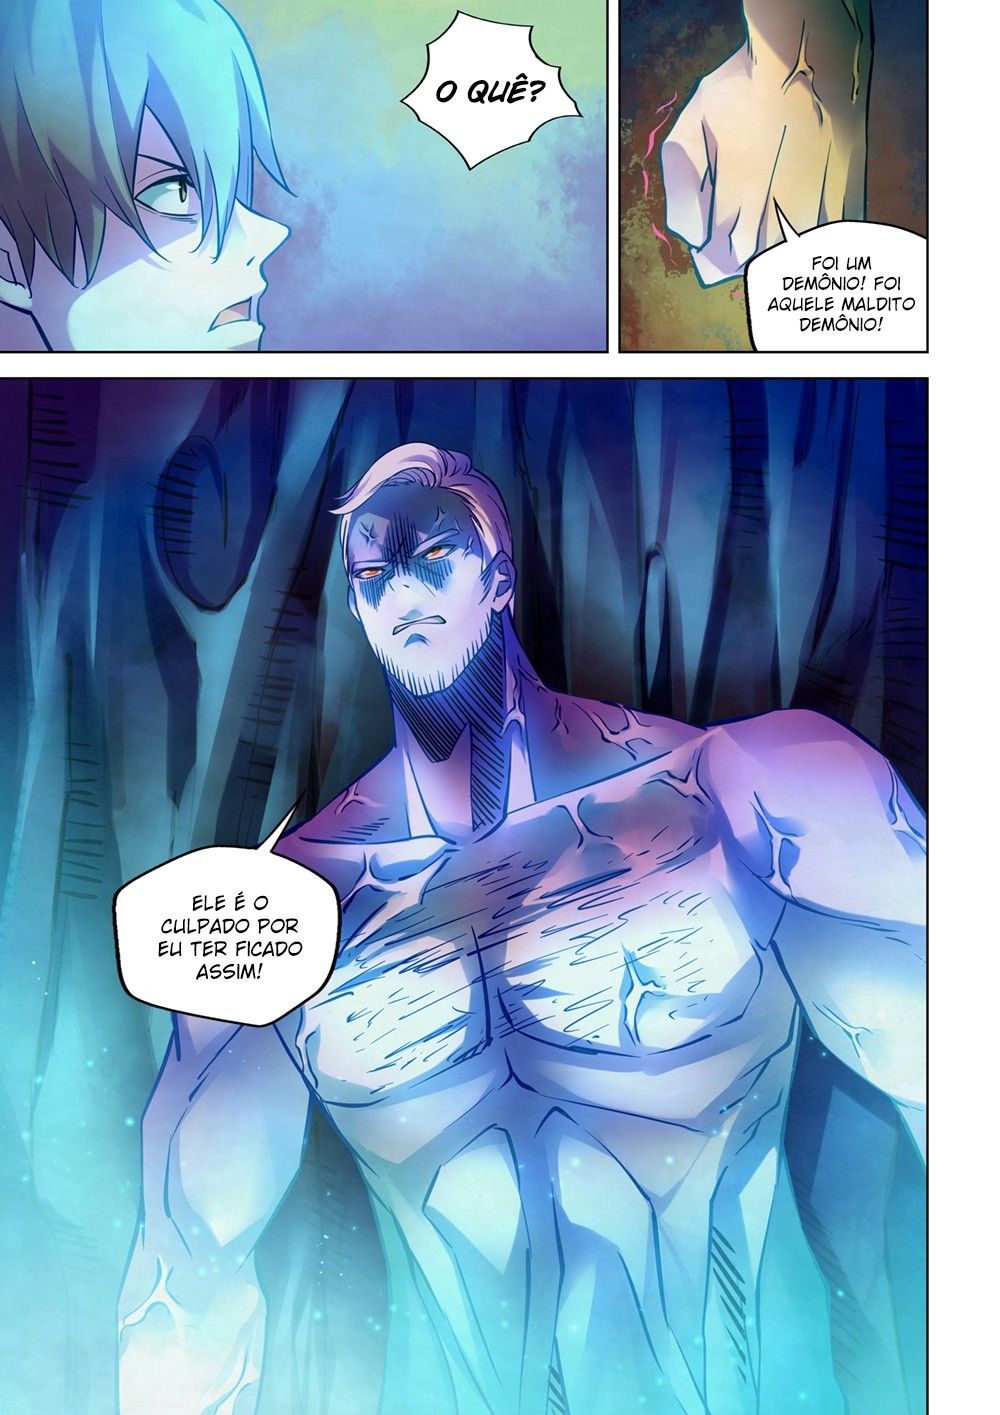 O QUÊ?
FOI UM
DEMÔNIO! FOI
AQUELE MALDITO
DEMÔNIO!
ELE É O
CULPADO POR
EU TER FICADO
ASSIM!